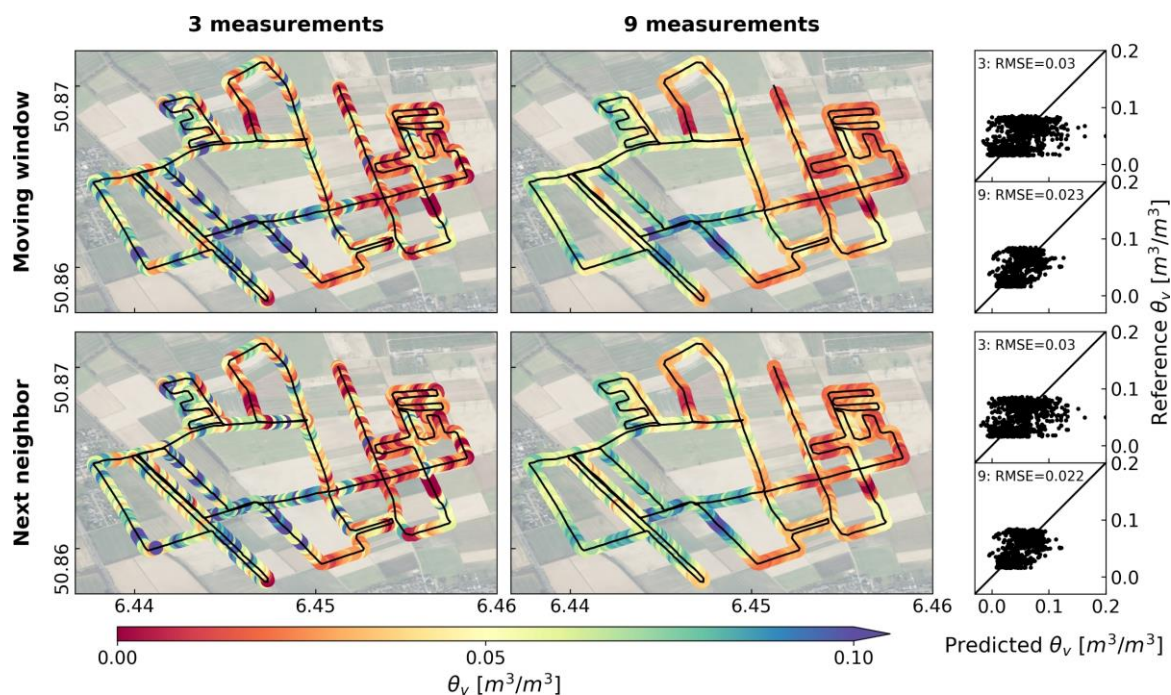 3 measurements
9 measurements
Moving window
50.87
50.86
3: RMSE=0.03
0.2
0.1
0.0
9: RMSE=0.023
0.2
0.1
0.0
Reference θv [m³/m³]
Next neighbor
50.87
50.86
3: RMSE=0.03
0.2
0.1
0.0
9: RMSE=0.022
0.2
0.1
0.0
6.44 6.45 6.46
6.44 6.45 6.46
0.0 0.1 0.2
Predicted θv [m³/m³]
0.00 0.05 0.10
θv [m³/m³]